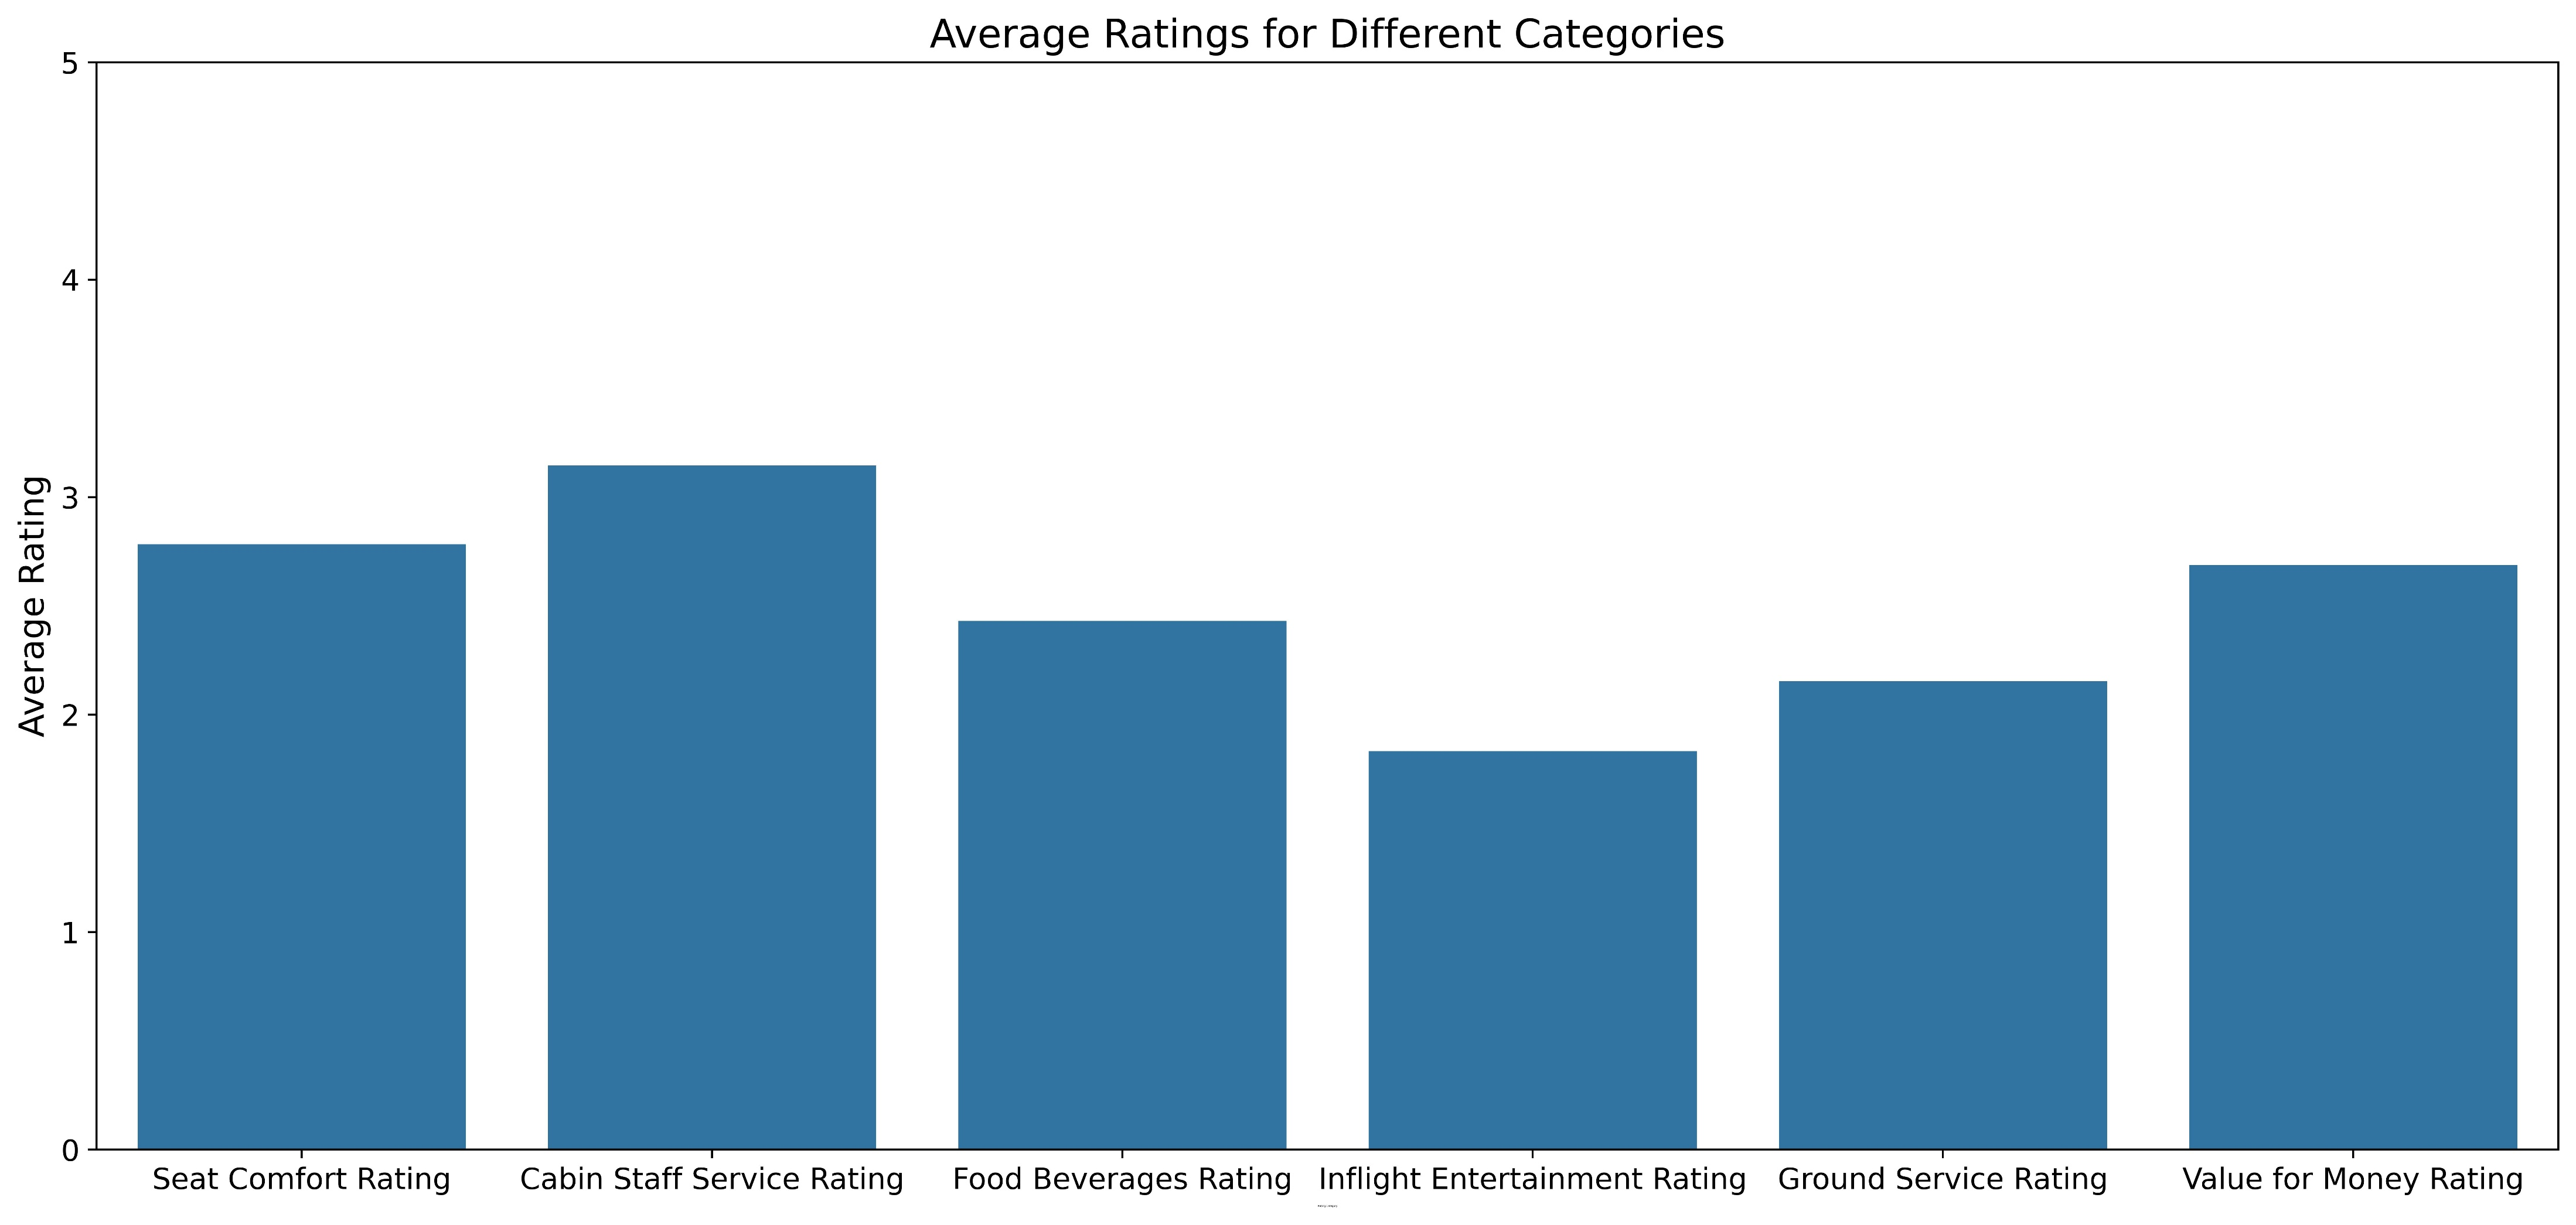 Average Ratings for Different Categories
5
4
3
2
1
0
Average Rating
Seat Comfort Rating
Cabin Staff Service Rating
Food Beverages Rating
Inflight Entertainment Rating
Ground Service Rating
Value for Money Rating